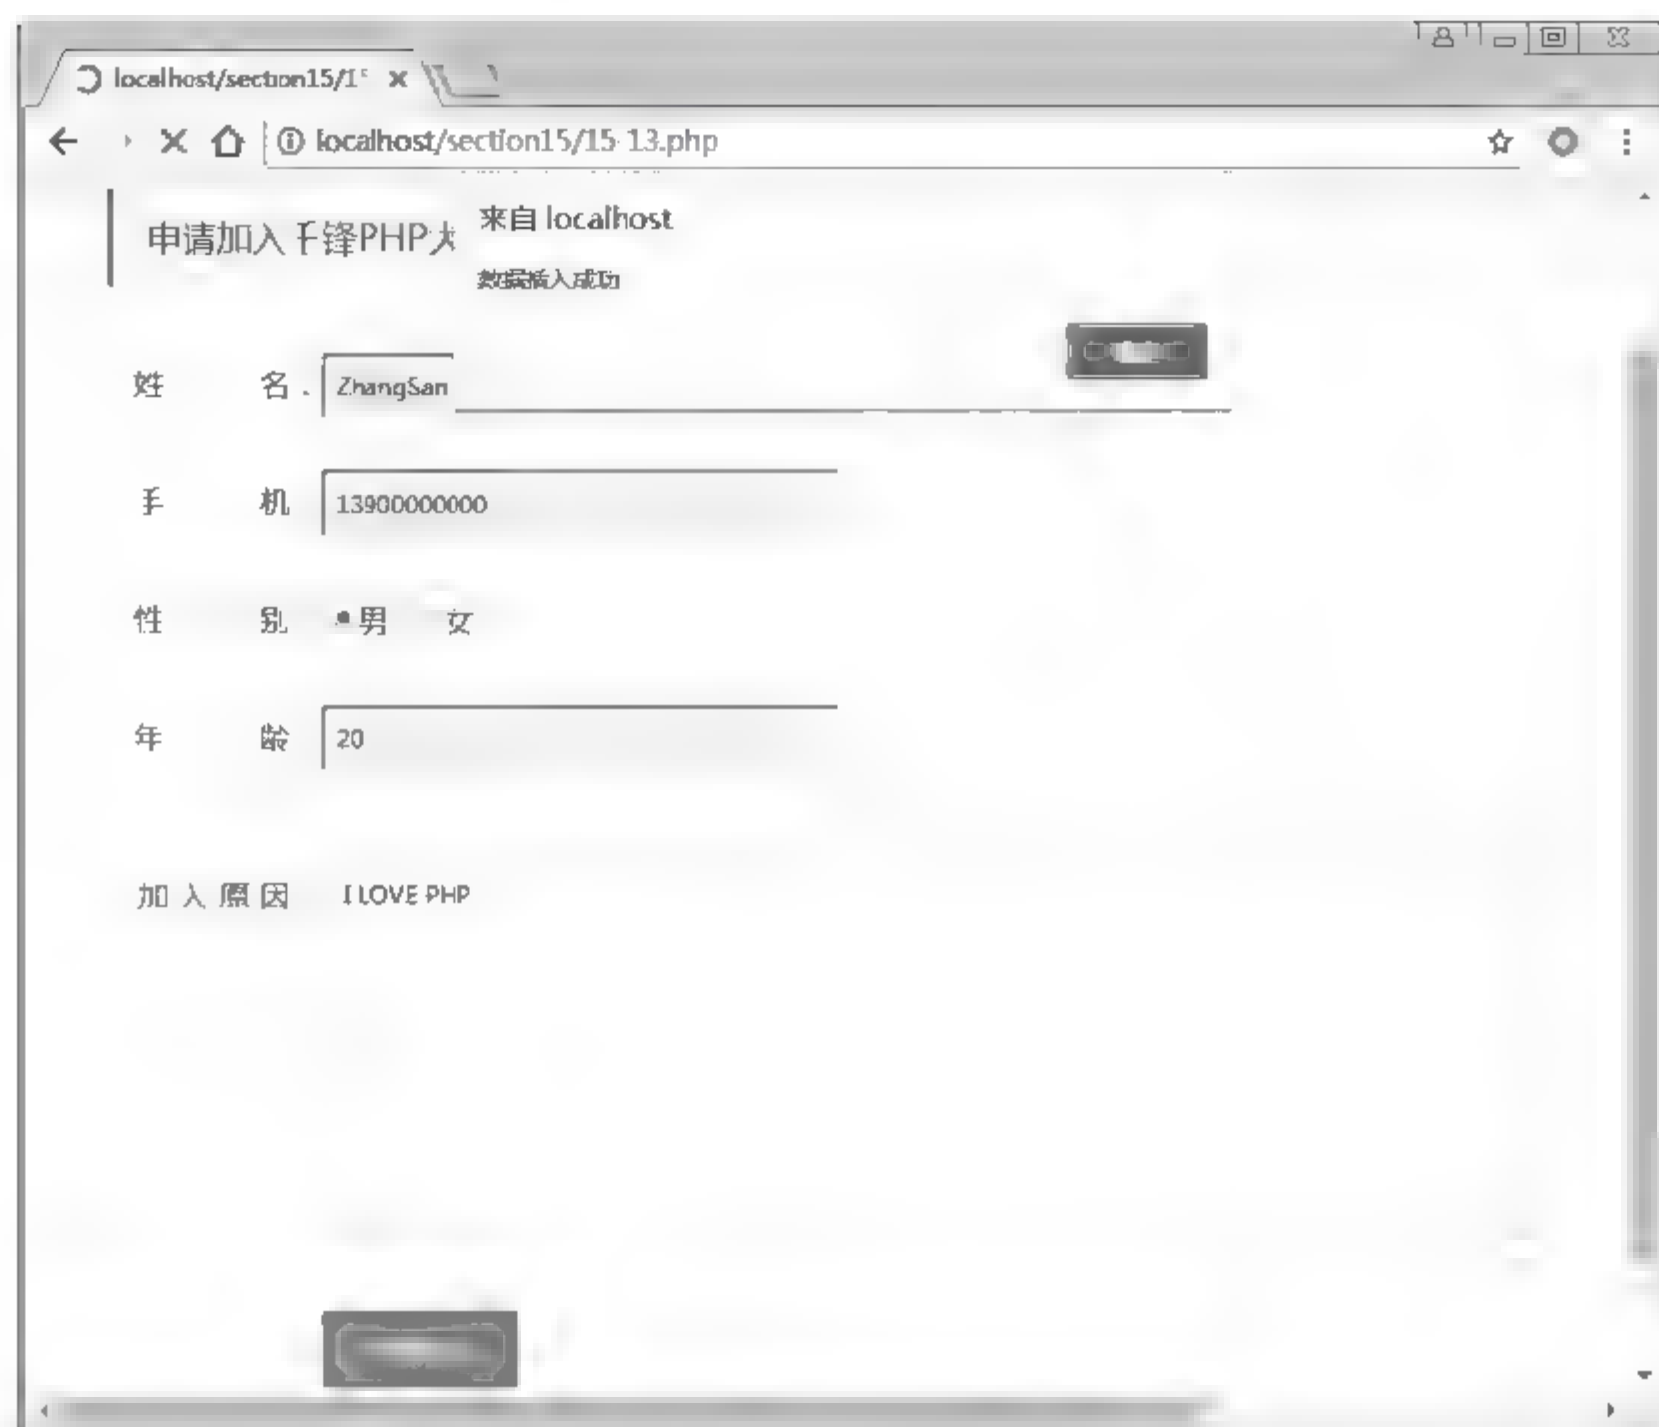 localhost/section15/15
localhost/section15/15-13.php
来自 localhost
申请加入千锋PHP大
数据插入成功
姓 名 ZhangSan
手 机 13900000000
性 别 男 女
年 龄 20
加入原因 I LOVE PHP